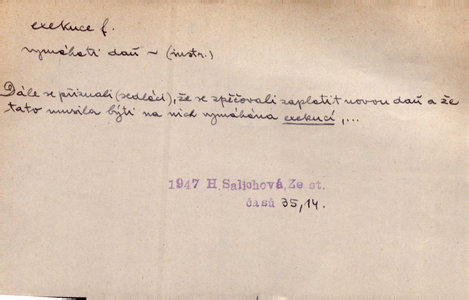 exekuce f.
vymáhati daň ~ (instr.)
Dále se přiznali (sedláci), že se zpěčovali zaplatit novou daň a že
tato musila býti na nich vymáhána exekucí,...
1947 H.Salichová,Ze st.
časů 35,14.